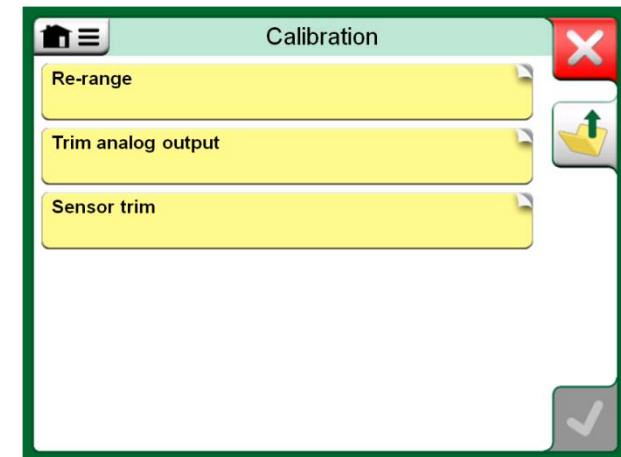 Calibration
Re-range
Trim analog output
Sensor trim